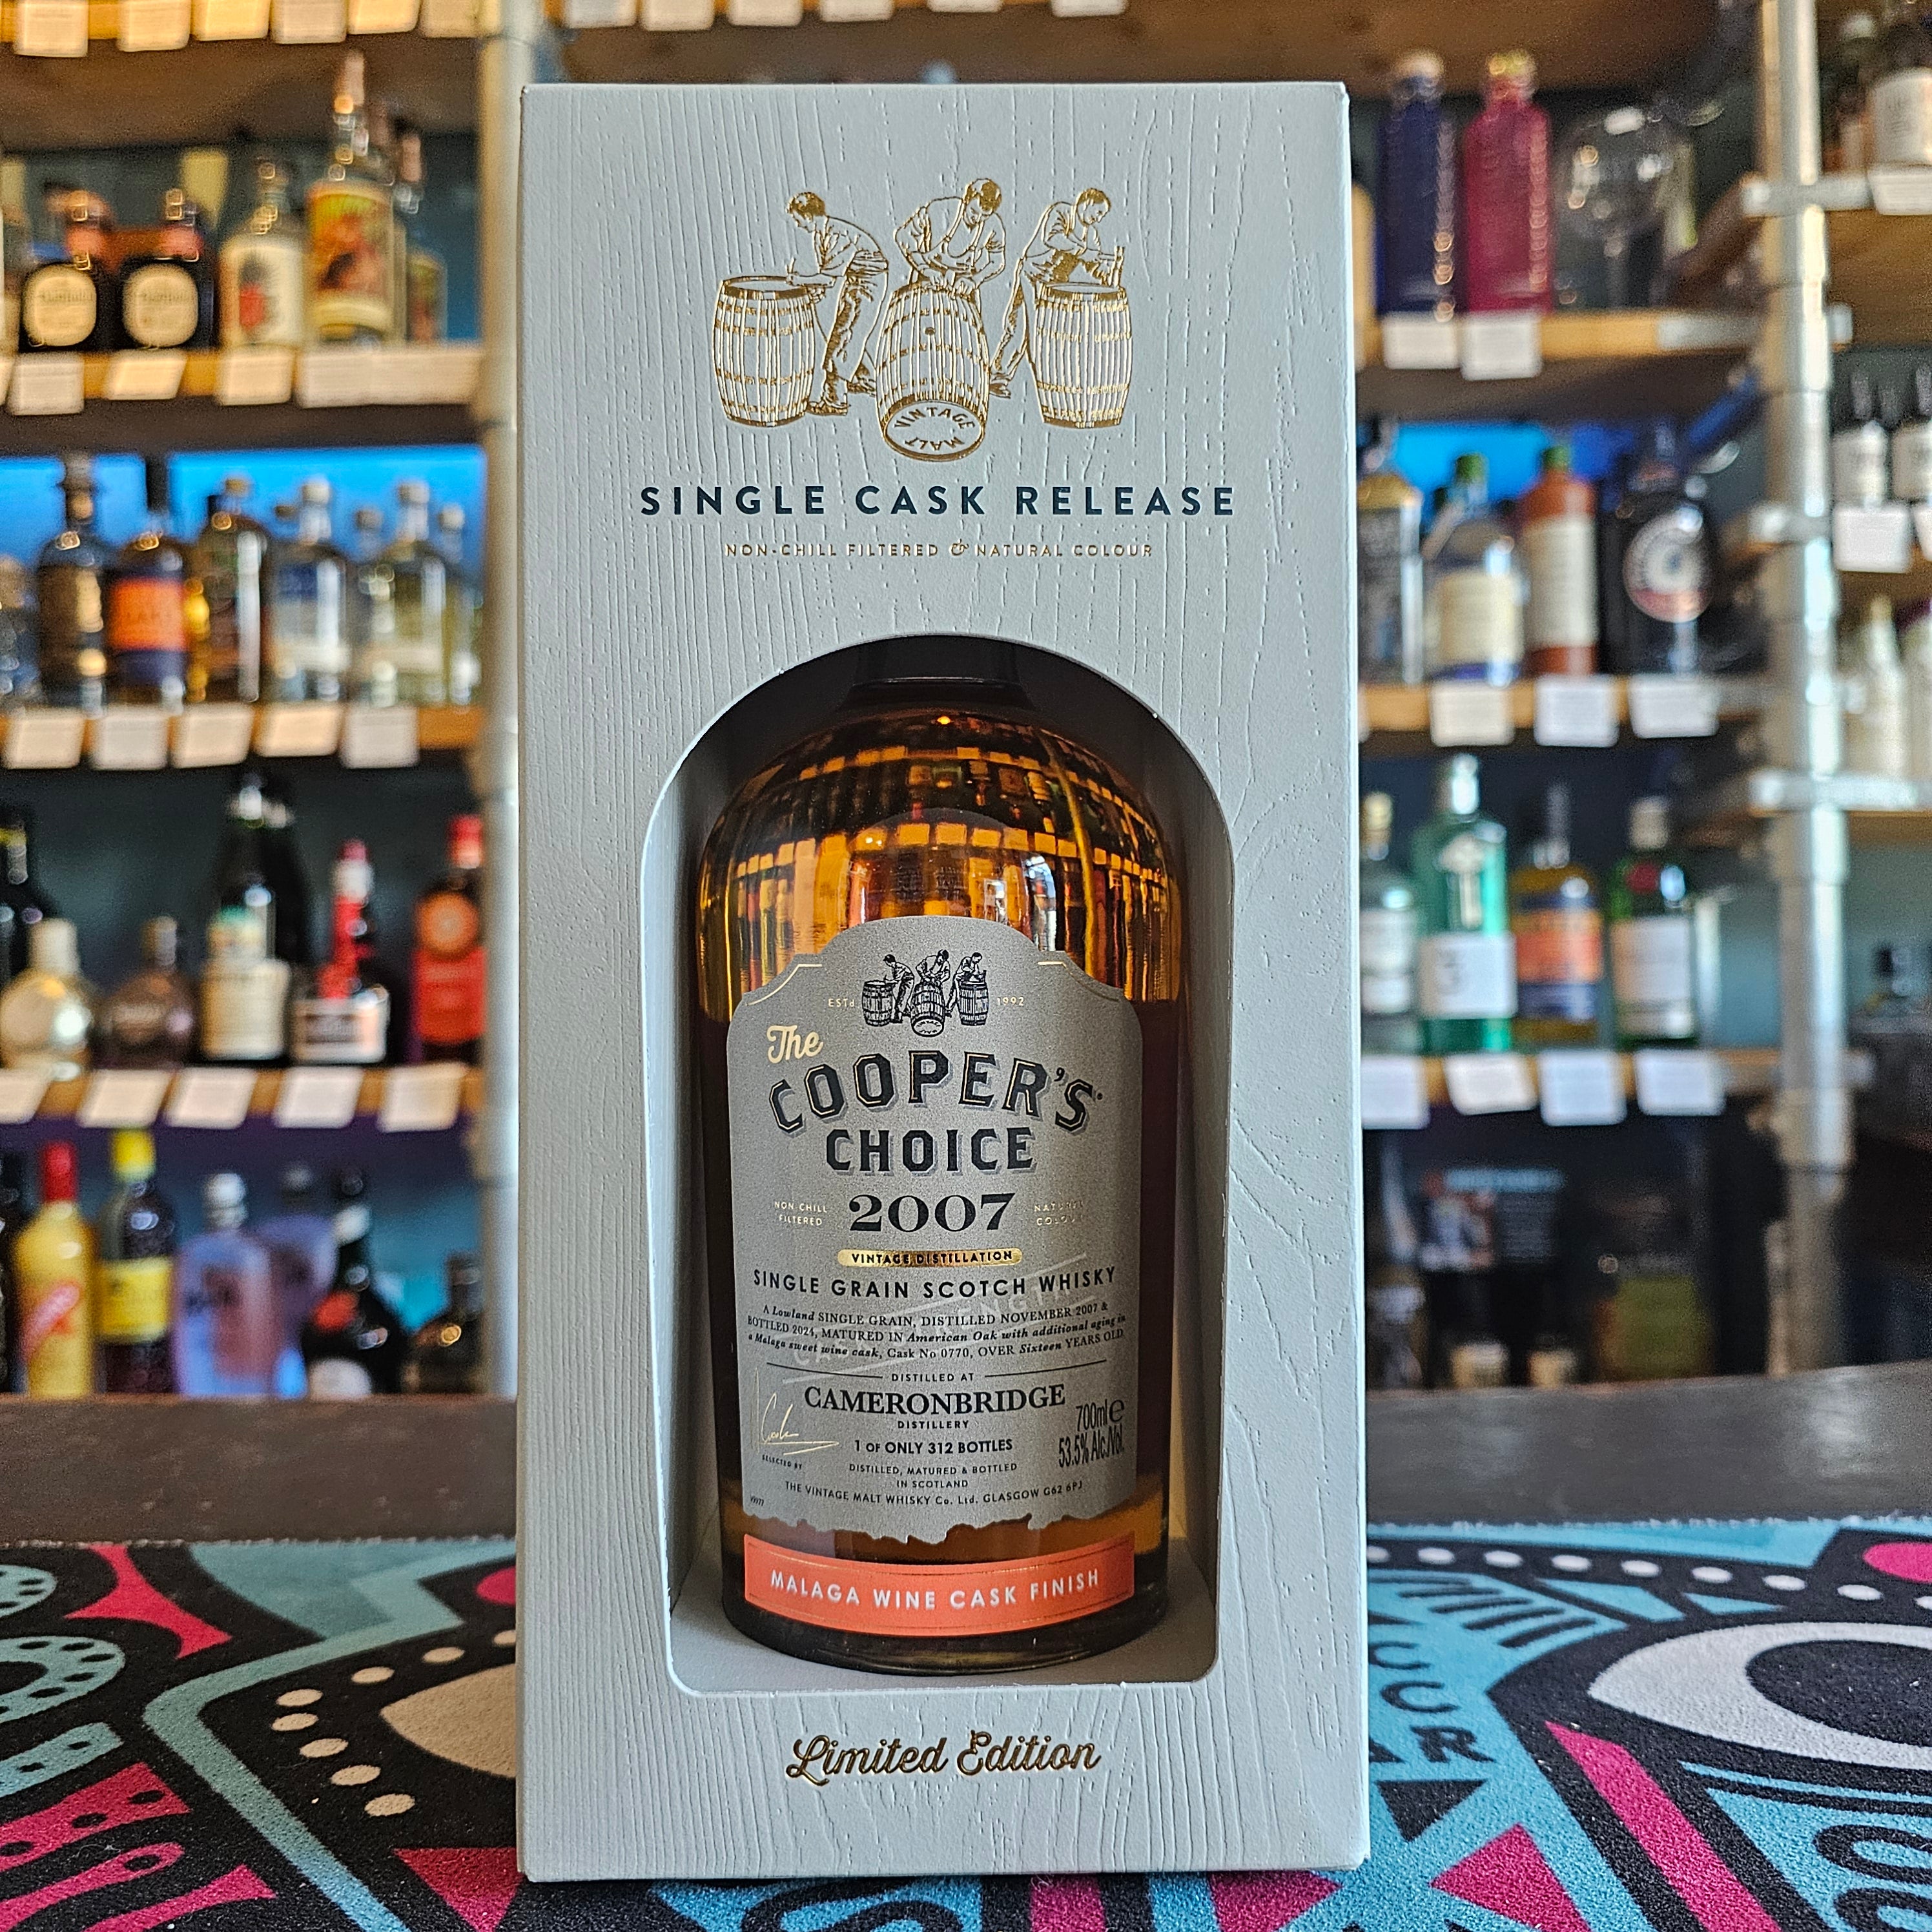 VINTAGE MALT
SINGLE CASK RELEASE
NON-CHILL FILTERED & NATURAL COLOUR
ESTd 1992
The
COOPER'S
CHOICE
NON CHILL FILTERED
2007
NATURAL COLOUR
VINTAGE DISTILLATION
SINGLE GRAIN SCOTCH WHISKY
A Lowland SINGLE GRAIN, DISTILLED NOVEMBER 2007 &
BOTTLED 2024, MATURED IN American Oak with additional aging in
a Malaga sweet wine cask, Cask No 0770, OVER Sixteen YEARS OLD
DISTILLED AT
CAMERONBRIDGE
DISTILLERY
700ml e
53.5% Alc./Vol.
1 OF ONLY 312 BOTTLES
SELECTED BY
DISTILLED, MATURED & BOTTLED
IN SCOTLAND
THE VINTAGE MALT WHISKY Co. Ltd. GLASGOW G62 6PJ
MALAGA WINE CASK FINISH
Limited Edition